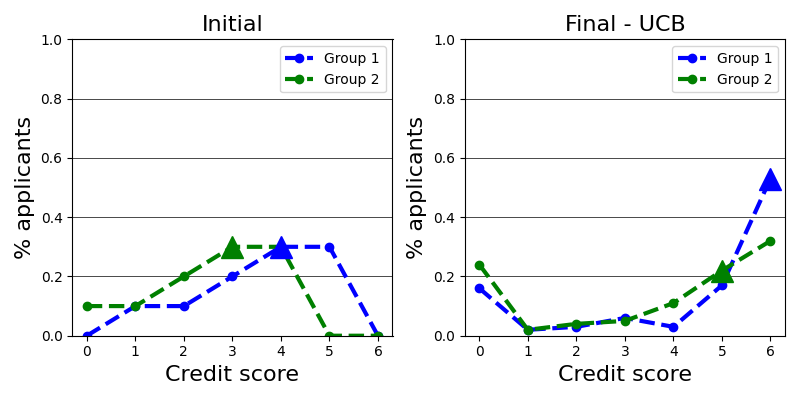 Initial
Final - UCB
% applicants
1.0
0.8
0.6
0.4
0.2
0.0
Group 1
Group 2
0 1 2 3 4 5 6
Credit score
% applicants
1.0
0.8
0.6
0.4
0.2
0.0
Group 1
Group 2
0 1 2 3 4 5 6
Credit score